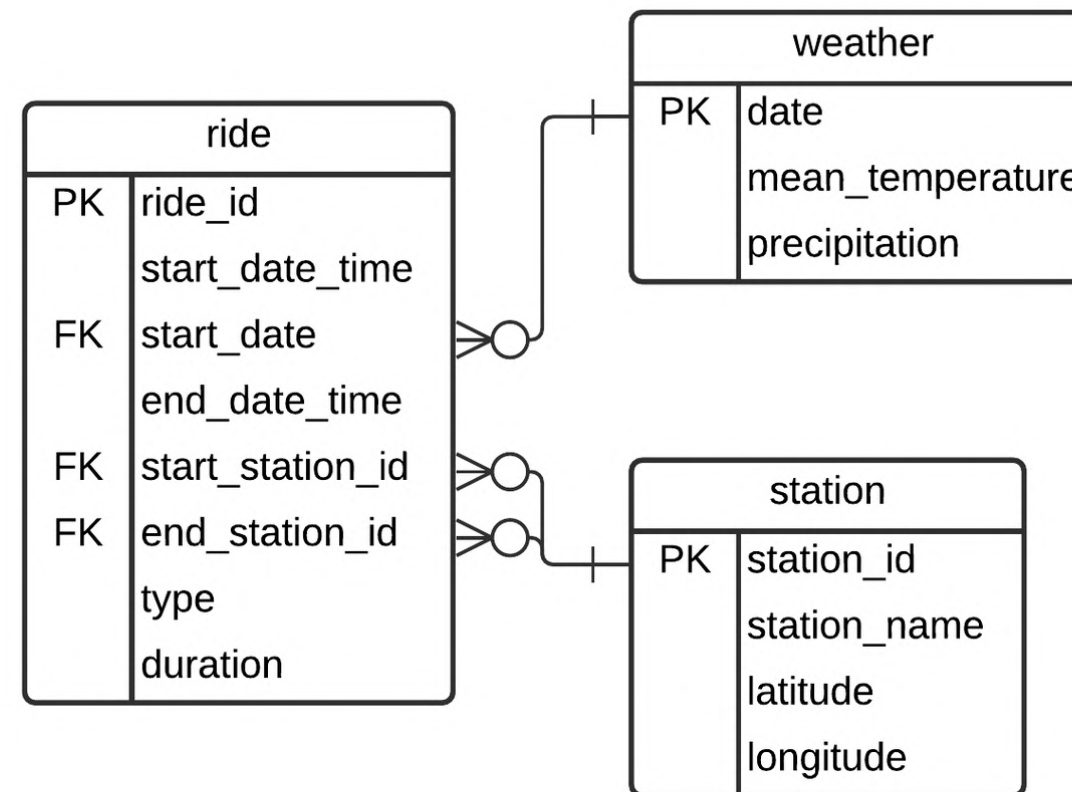 ride
PK ride_id
start_date_time
FK start_date
end_date_time
FK start_station_id
FK end_station_id
type
duration
weather
PK date
mean_temperature
precipitation
station
PK station_id
station_name
latitude
longitude